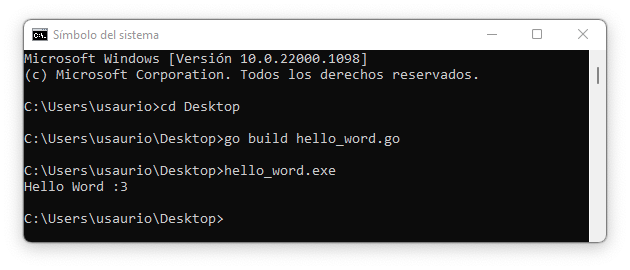 Símbolo del sistema
Microsoft Windows [Versión 10.0.22000.1098]
(c) Microsoft Corporation. Todos los derechos reservados.
C:\Users\usaurio>cd Desktop
C:\Users\usaurio\Desktop>go build hello_word.go
C:\Users\usaurio\Desktop>hello_word.exe
Hello Word :3
C:\Users\usaurio\Desktop>